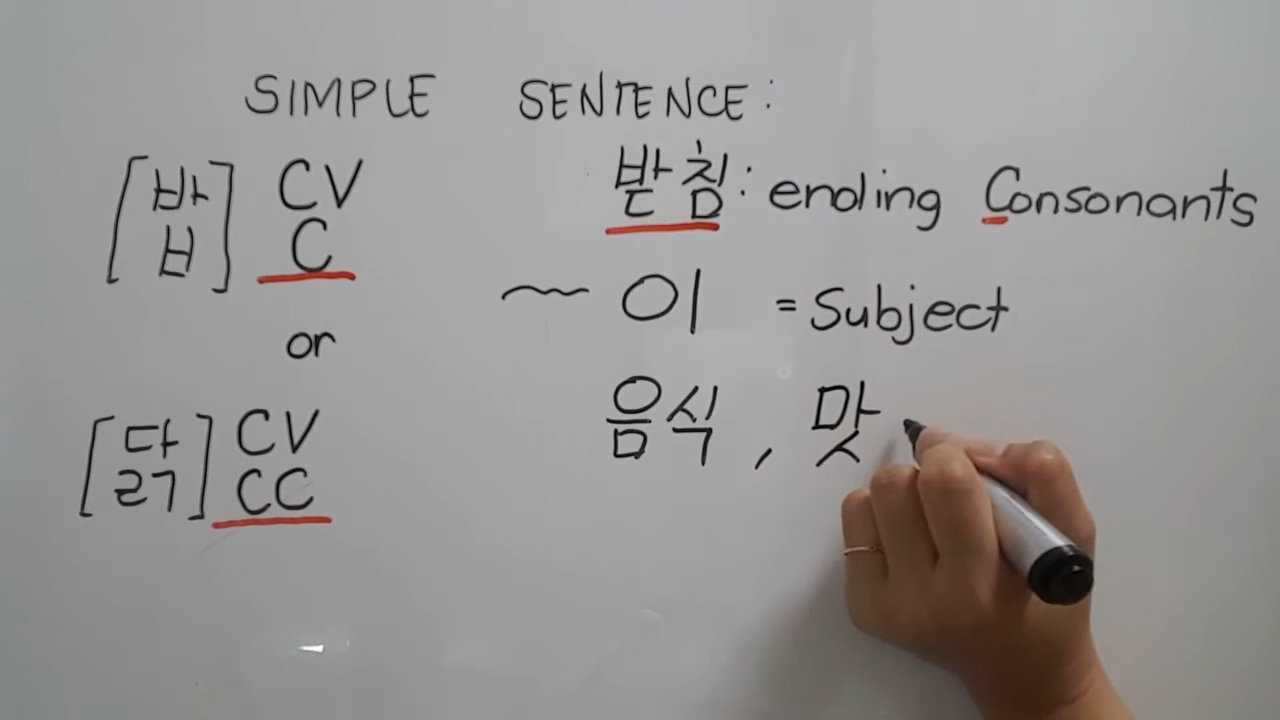 SIMPLE SENTENCE:
[밥] CV
C
or
[닭] CV
CC
받침: ending Consonants
~ 이 = Subject
음식, 맛